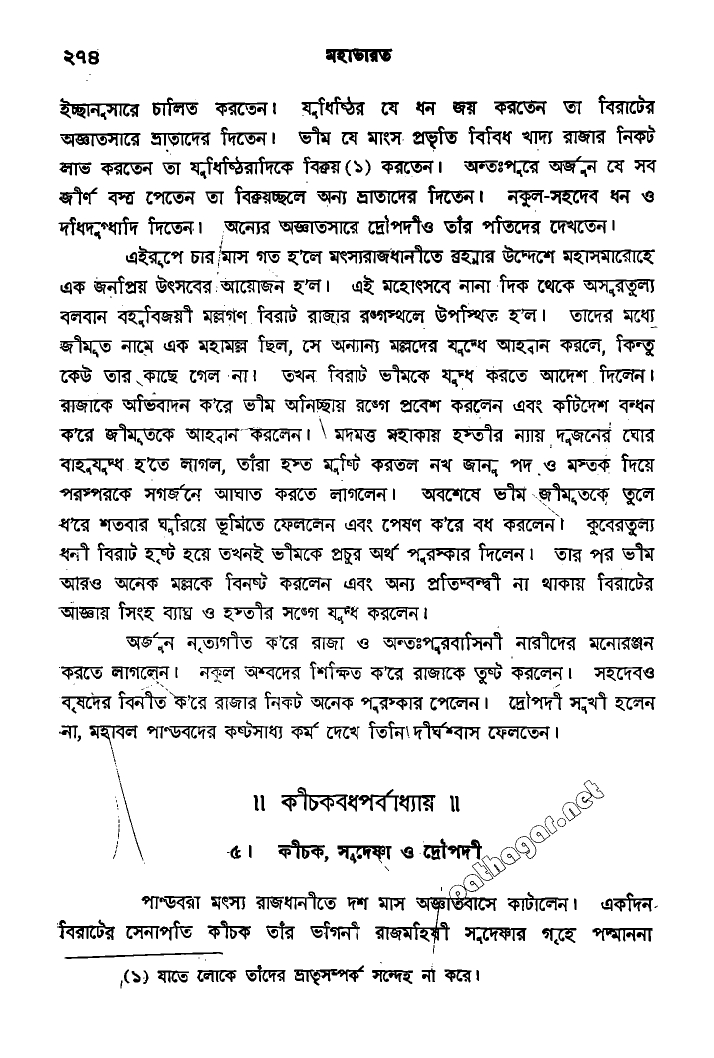 ২৭৪
মহাভারত
ইচ্ছানুসারে চালিত করতেন। যুধিষ্ঠির যে ধন জয় করতেন তা বিরাটের
অজ্ঞাতসারে ভ্রাতাদের দিতেন। ভীম যে মাংস প্রভৃতি বিবিধ খাদ্য রাজার নিকট
লাভ করতেন তা যুধিষ্ঠিরাদিকে বিক্রয় (১) করতেন। অন্তঃপুরে অর্জুন যে সব
জীর্ণ বস্ত্র পেতেন তা বিক্রয়চ্ছলে অন্য ভ্রাতাদের দিতেন। নকুল-সহদেব ধন ও
দধিদুগ্ধাদি দিতেন। অন্যের অজ্ঞাতসারে দ্রৌপদীও তাঁর পতিদের দেখতেন।
এইরূপে চার মাস গত হ'লে মৎস্যরাজধানীতে ব্রহ্মার উদ্দেশে মহাসমারোহে
এক জনপ্রিয় উৎসবের আয়োজন হ'ল। এই মহোৎসবে নানা দিক থেকে অসুরতুল্য
বলবান বহুবিজয়ী মল্লগণ বিরাট রাজার রঙ্গস্থলে উপস্থিত হ'ল। তাদের মধ্যে
জীমূত নামে এক মহামল্ল ছিল, সে অন্যান্য মল্লদের যুদ্ধে আহ্বান করলে, কিন্তু
কেউ তার কাছে গেল না। তখন বিরাট ভীমকে যুদ্ধ করতে আদেশ দিলেন।
রাজাকে অভিবাদন ক'রে ভীম অনিচ্ছায় রঙ্গে প্রবেশ করলেন এবং কটিদেশ বন্ধন
ক'রে জীমূতকে আহ্বান করলেন। মদমত্ত মহাকায় হস্তীর ন্যায় দুজনের ঘোর
বাহুযুদ্ধ হ'তে লাগল, তাঁরা হস্ত মুষ্টি করতল নখ জানু পদ ও মস্তক দিয়ে
পরস্পরকে সগর্জনে আঘাত করতে লাগলেন। অবশেষে ভীম জীমূতকে তুলে
ধ'রে শতবার ঘুরিয়ে ভূমিতে ফেললেন এবং পেষণ ক'রে বধ করলেন। কুবেরতুল্য
ধনী বিরাট হৃষ্ট হয়ে তখনই ভীমকে প্রচুর অর্থ পুরস্কার দিলেন। তার পর ভীম
আরও অনেক মল্লকে বিনষ্ট করলেন এবং অন্য প্রতিদ্বন্দ্বী না থাকায় বিরাটের
আজ্ঞায় সিংহ ব্যাঘ্র ও হস্তীর সঙ্গে যুদ্ধ করলেন।
অর্জুন নৃত্যগীত ক'রে রাজা ও অন্তঃপুরবাসিনী নারীদের মনোরঞ্জন
করতে লাগলেন। নকুল অশ্বদের শিক্ষিত ক'রে রাজাকে তুষ্ট করলেন। সহদেবও
বৃষদের বিনীত ক'রে রাজার নিকট অনেক পুরস্কার পেলেন। দ্রৌপদী সুখী হলেন
না, মহাবল পাণ্ডবদের কষ্টসাধ্য কর্ম দেখে তিনি দীর্ঘশ্বাস ফেলতেন।
॥ কীচকবধপর্বাধ্যায় ॥
৫। কীচক, সুদেষ্ণা ও দ্রৌপদী
pathagar.net
পাণ্ডবরা মৎস্য রাজধানীতে দশ মাস অজ্ঞাতবাসে কাটালেন। একদিন
বিরাটের সেনাপতি কীচক তাঁর ভগিনী রাজমহিষী সুদেষ্ণার গৃহে পদ্মাননা
(১) যাতে লোকে তাঁদের ভ্রাতৃসম্পর্ক সন্দেহ না করে।